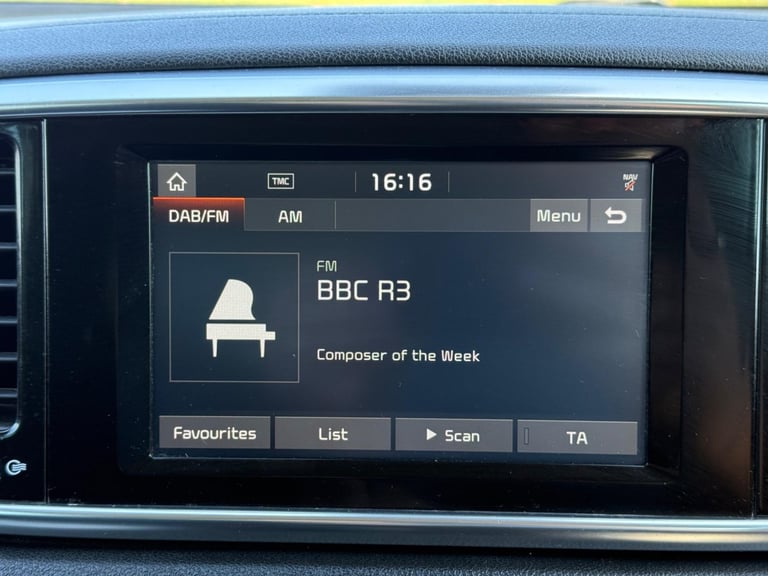 TMC 16:16 NAV
DAB/FM AM Menu
FM
BBC R3
Composer of the Week
Favourites List Scan TA